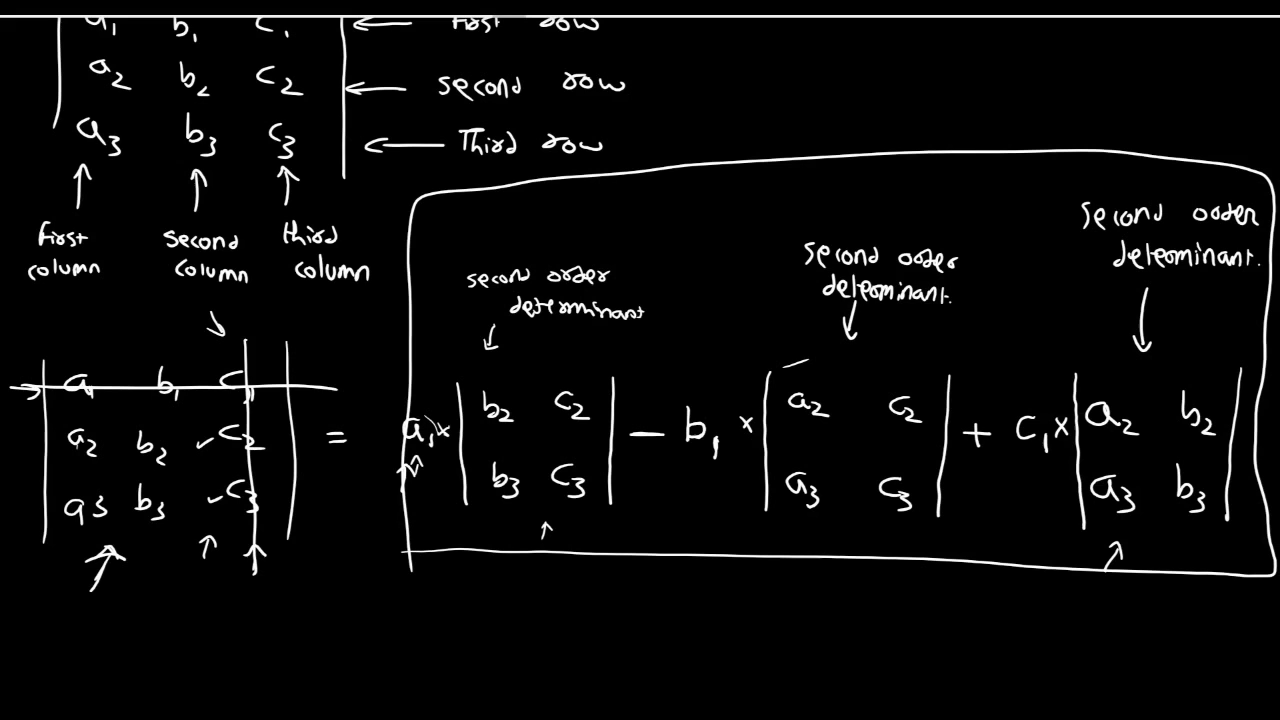 a₁ b₁ c₁ ← first row
a₂ b₂ c₂ ← second row
a₃ b₃ c₃ ← Third row
first column
second column
third column
second order determinant
second order determinant.
second order determinant.
| a₁ b₁ c₁ |
| a₂ b₂ c₂ |
| a₃ b₃ c₃ |
= a₁ × | b₂ c₂ | − b₁ × | a₂ c₂ | + c₁ × | a₂ b₂ |
| b₃ c₃ | | a₃ c₃ | | a₃ b₃ |